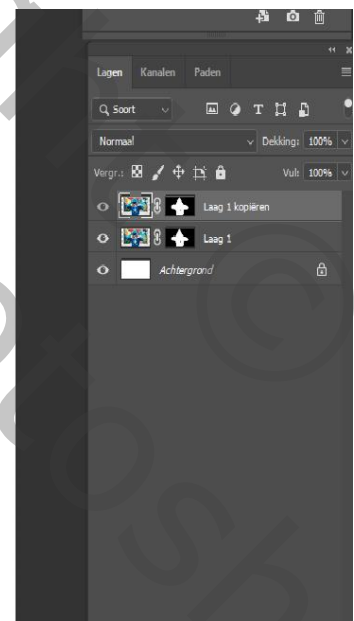 Lagen Kanalen Paden
Soort
Normaal Dekking: 100%
Vergr.: Vul: 100%
Laag 1 kopiëren
Laag 1
Achtergrond